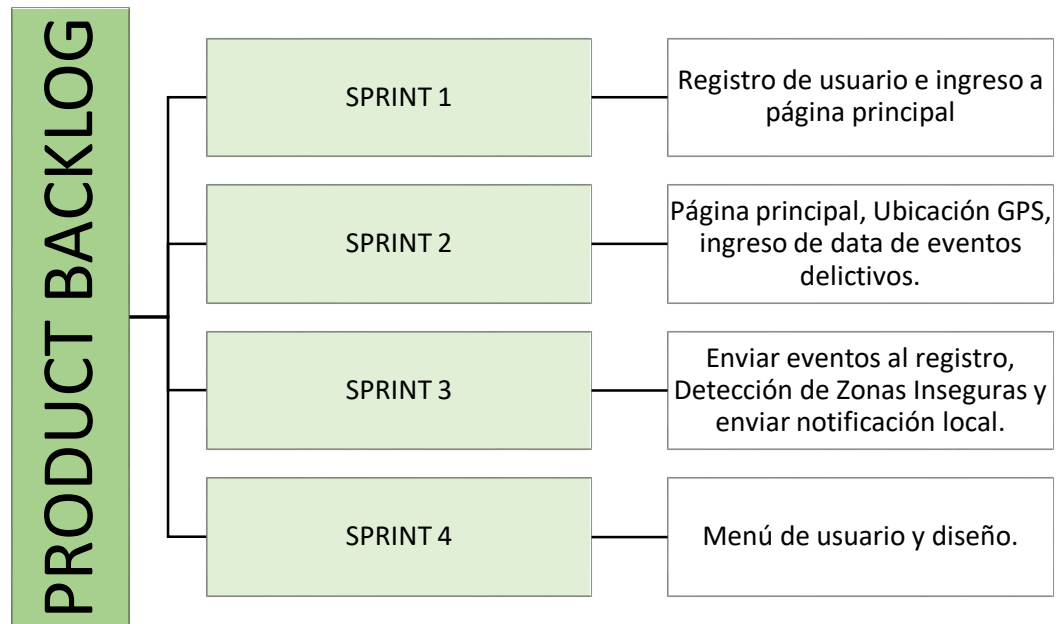 PRODUCT BACKLOG
SPRINT 1
Registro de usuario e ingreso a
página principal
SPRINT 2
Página principal, Ubicación GPS,
ingreso de data de eventos
delictivos.
SPRINT 3
Enviar eventos al registro,
Detección de Zonas Inseguras y
enviar notificación local.
SPRINT 4
Menú de usuario y diseño.